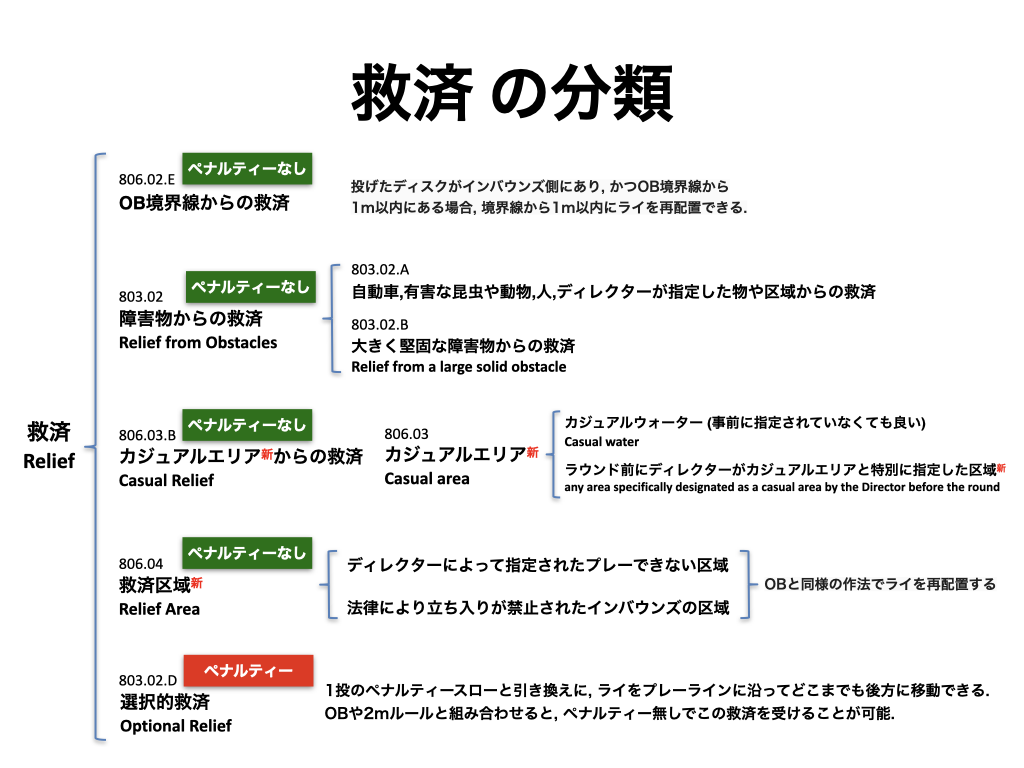 救済 の分類
救済
Relief
806.02.E
ペナルティーなし
OB境界線からの救済
投げたディスクがインバウンズ側にあり, かつOB境界線から
1m以内にある場合, 境界線から1m以内にライを再配置できる.
803.02
ペナルティーなし
障害物からの救済
Relief from Obstacles
803.02.A
自動車,有害な昆虫や動物,人,ディレクターが指定した物や区域からの救済
803.02.B
大きく堅固な障害物からの救済
Relief from a large solid obstacle
806.03.B
ペナルティーなし
カジュアルエリア新からの救済
Casual Relief
806.03
カジュアルエリア新
Casual area
カジュアルウォーター (事前に指定されていなくても良い)
Casual water
ラウンド前にディレクターがカジュアルエリアと特別に指定した区域新
any area specifically designated as a casual area by the Director before the round
806.04
ペナルティーなし
救済区域新
Relief Area
ディレクターによって指定されたプレーできない区域
法律により立ち入りが禁止されたインバウンズの区域
OBと同様の作法でライを再配置する
803.02.D
ペナルティー
選択的救済
Optional Relief
1投のペナルティースローと引き換えに, ライをプレーラインに沿ってどこまでも後方に移動できる.
OBや2mルールと組み合わせると, ペナルティー無しでこの救済を受けることが可能.